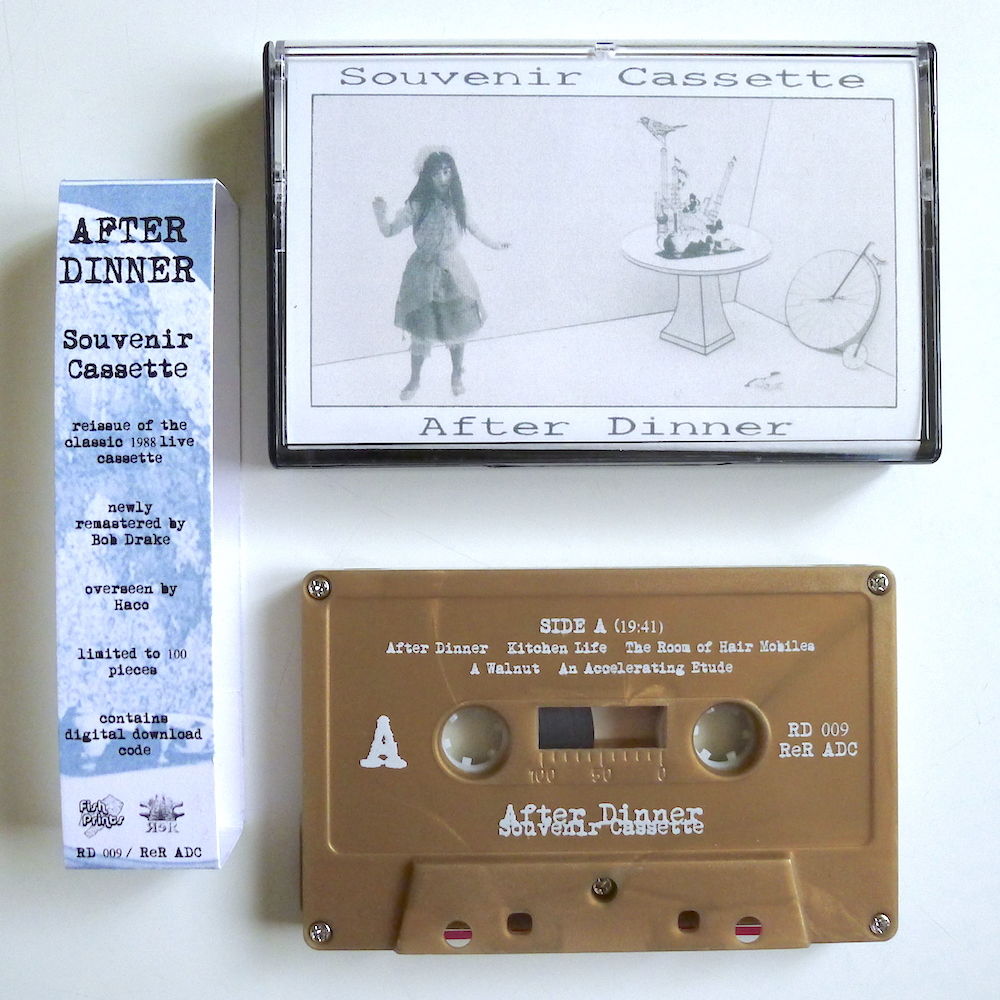 AFTER
DINNER
Souvenir
Cassette
reissue of the
classic 1988 live
cassette
newly
remastered by
Bob Drake
overseen by
Haco
limited to 100
pieces
contains
digital download
code
Fish
Prints
ReR
RD 009 / ReR ADC
Souvenir Cassette
After Dinner
SIDE A (19:41)
After Dinner Kitchen Life The Room of Hair Mobiles
A Walnut An Accelerating Etude
A
RD 009
ReR ADC
100 50 0
After Dinner
Souvenir Cassette